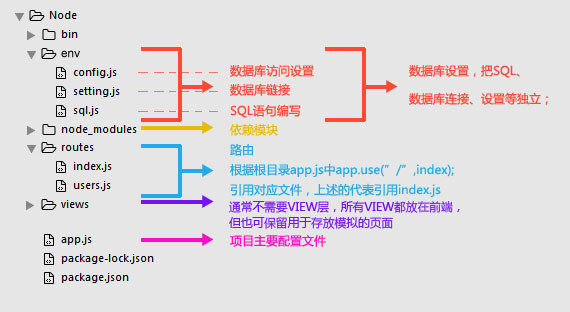 Node
bin
env
config.js 数据库访问设置 数据库设置，把SQL、
setting.js 数据库链接 数据库连接、设置等独立；
sql.js SQL语句编写
node_modules 依赖模块
routes 路由
index.js 根据根目录app.js中app.use(”/”,index);
users.js 引用对应文件，上述的代表引用index.js
views 通常不需要VIEW层，所有VIEW都放在前端，
但也可保留用于存放模拟的页面
app.js 项目主要配置文件
package-lock.json
package.json